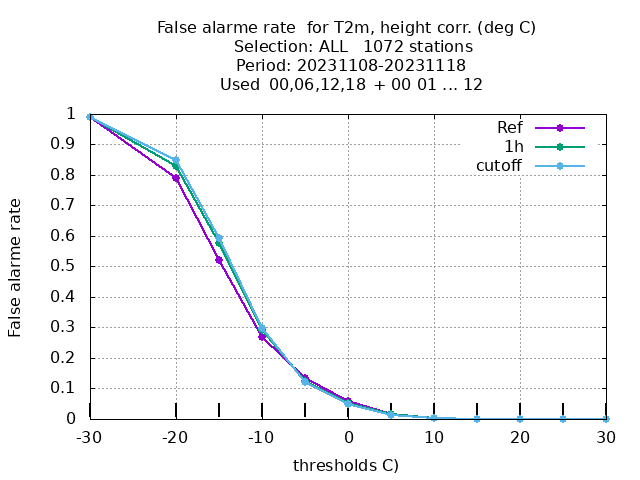 False alarme rate  for T2m, height corr. (deg C)
Selection: ALL   1072 stations
Period: 20231108-20231118
Used 00,06,12,18 + 00 01 ... 12
Ref
1h
cutoff
False alarme rate
1
0.9
0.8
0.7
0.6
0.5
0.4
0.3
0.2
0.1
0
-30 -20 -10 0 10 20 30
thresholds C)